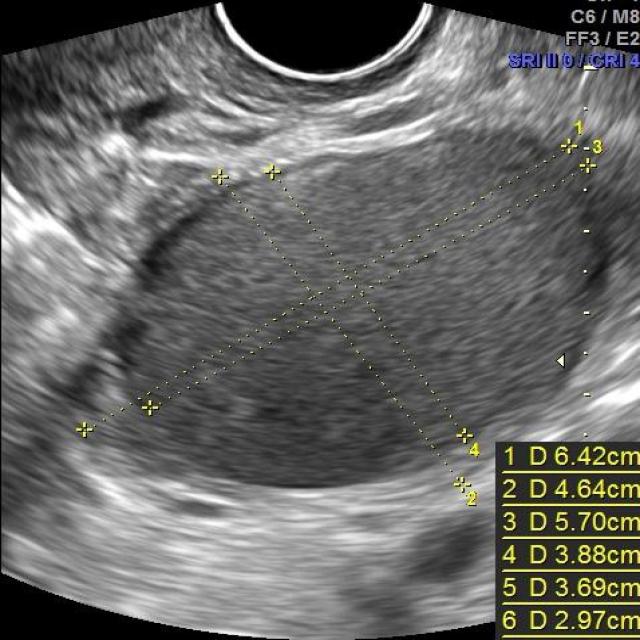 C6 / M8
FF3 / E2
SRI II 0 / CRI 4
1
3
4
2
1 D 6.42cm
2 D 4.64cm
3 D 5.70cm
4 D 3.88cm
5 D 3.69cm
6 D 2.97cm